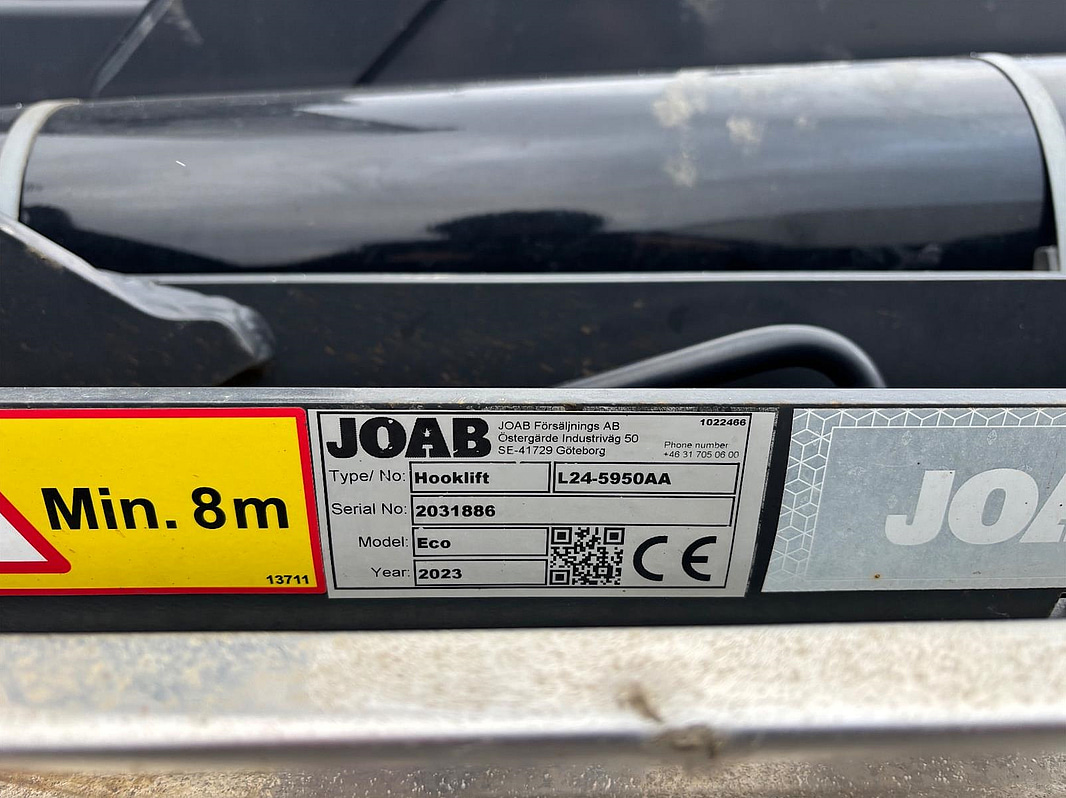 Min. 8m
13711
JOAB
JOAB Försäljnings AB
Östergärde Industriväg 50
SE-41729 Göteborg
1022466
Phone number
+46 31 705 06 00
Type/ No: Hooklift L24-5950AA
Serial No: 2031886
Model: Eco
Year: 2023
CE
JOA